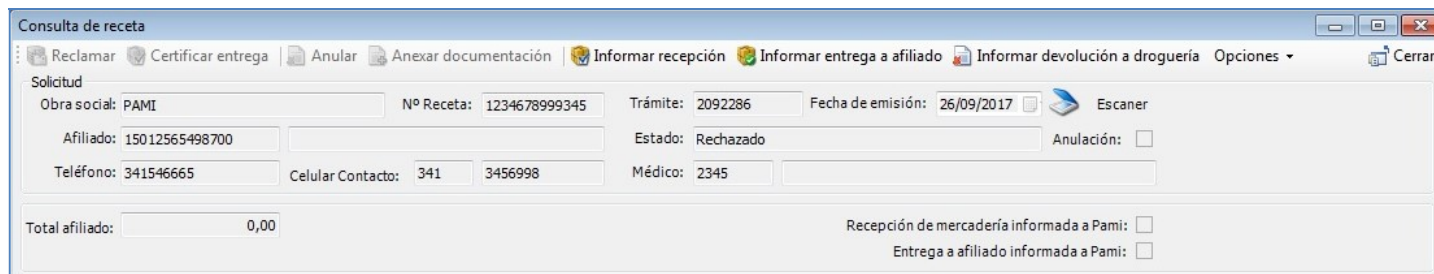 Consulta de receta
Reclamar Certificar entrega Anular Anexar documentación Informar recepción Informar entrega a afiliado Informar devolución a droguería Opciones Cerrar
Solicitud
Obra social: PAMI Nº Receta: 1234678999345 Trámite: 2092286 Fecha de emisión: 26/09/2017 Escaner
Afiliado: 15012565498700 Estado: Rechazado Anulación:
Teléfono: 341546665 Celular Contacto: 341 3456998 Médico: 2345
Total afiliado: 0,00 Recepción de mercadería informada a Pami:
Entrega a afiliado informada a Pami: